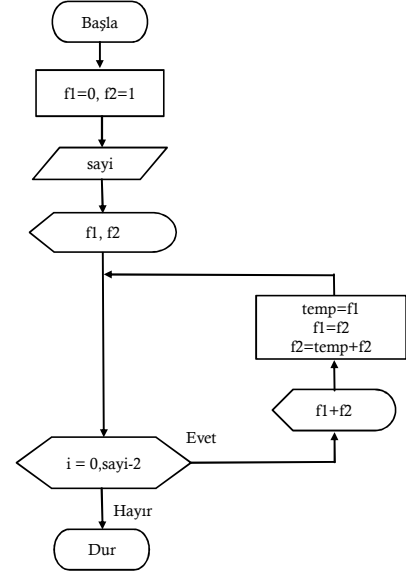 Başla
f1=0, f2=1
sayi
f1, f2
temp=f1
f1=f2
f2=temp+f2
f1+f2
Evet
i = 0,sayi-2
Hayır
Dur